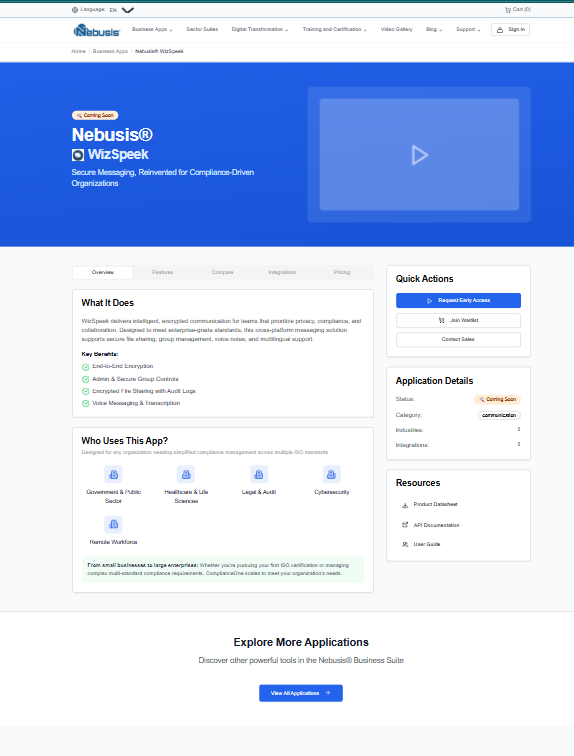 Language: EN
Cart (0)
Nebusis®
Business Apps
Sector Suites
Digital Transformation
Training and Certification
Video Gallery
Blog
Support
Sign In
Home / Business Apps / Nebusis® WizSpeek
Coming Soon
Nebusis®
WizSpeek
Secure Messaging, Reinvented for Compliance-Driven
Organizations
Overview
Features
Compare
Integrations
Pricing
What It Does
WizSpeek delivers intelligent, encrypted communication for teams that prioritize privacy, compliance, and
collaboration. Designed to meet enterprise-grade standards, this cross-platform messaging solution
supports secure file sharing, group management, voice notes, and multilingual support.
Key Benefits:
End-to-End Encryption
Admin & Secure Group Controls
Encrypted File Sharing with Audit Logs
Voice Messaging & Transcription
Who Uses This App?
Designed for any organization needing simplified compliance management across multiple ISO standards
Government & Public
Sector
Healthcare & Life
Sciences
Legal & Audit
Cybersecurity
Remote Workforce
From small businesses to large enterprises: Whether you're pursuing your first ISO certification or managing
complex multi-standard compliance requirements, ComplianceOne scales to meet your organization's needs.
Quick Actions
Request Early Access
Join Waitlist
Contact Sales
Application Details
Status:
Coming Soon
Category:
communication
Industries:
5
Integrations:
Resources
Product Datasheet
API Documentation
User Guide
Explore More Applications
Discover other powerful tools in the Nebusis® Business Suite
View All Applications